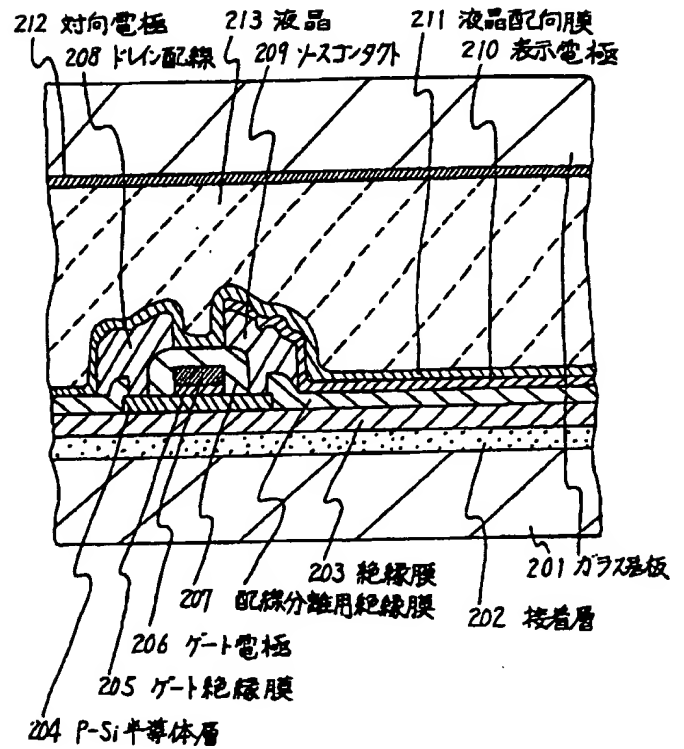 212 対向電極 213 液晶 211 液晶配向膜
208 ドレイン配線 209 ソースコンタクト 210 表示電極
203 絶縁膜 201 ガラス基板
207 配線分離用絶縁膜 202 接着層
206 ゲート電極
205 ゲート絶縁膜
204 P-Si半導体層